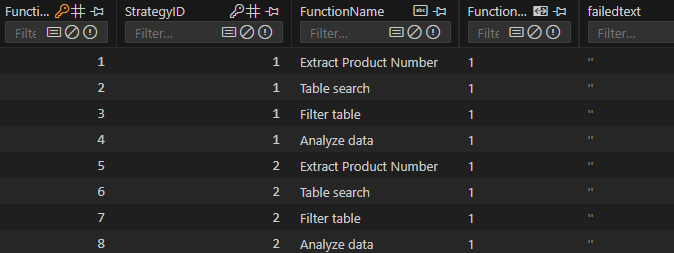 Functi... StrategyID FunctionName Function... failedtext
Filte Filter... Filter... Filte Filter...
1 1 Extract Product Number 1 ''
2 1 Table search 1 ''
3 1 Filter table 1 ''
4 1 Analyze data 1 ''
5 2 Extract Product Number 1 ''
6 2 Table search 1 ''
7 2 Filter table 1 ''
8 2 Analyze data 1 ''